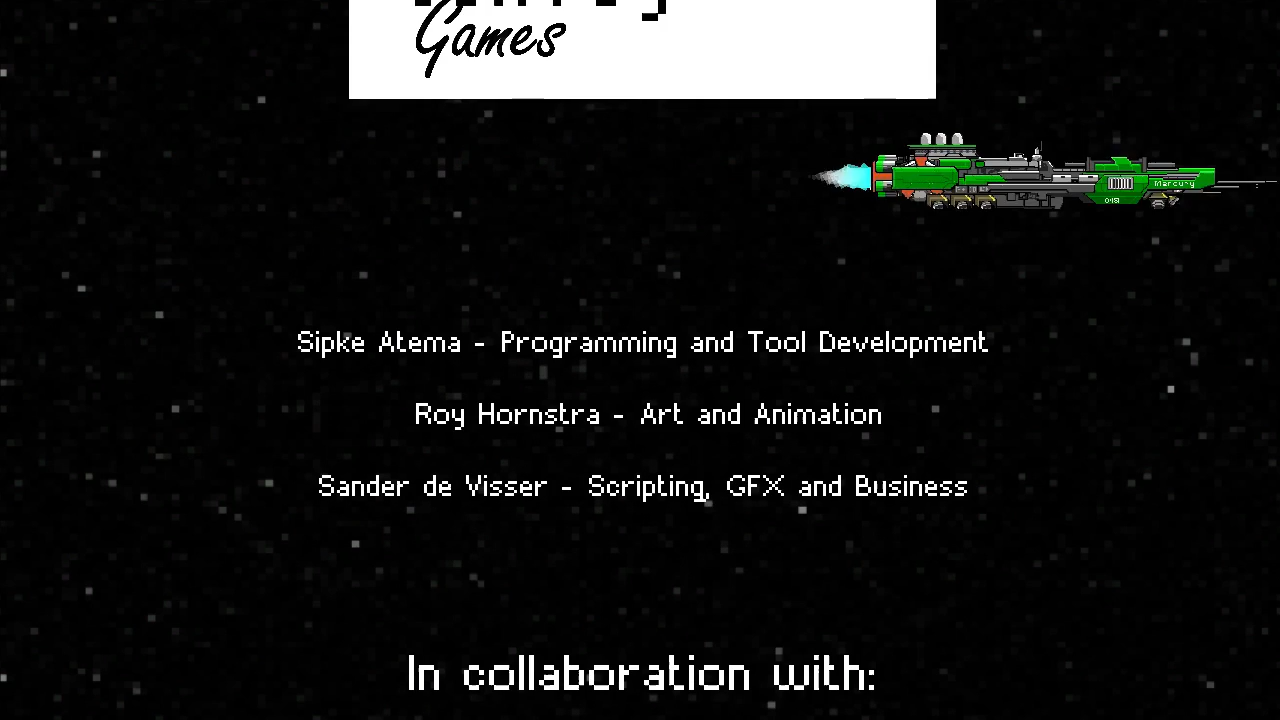 Games
Mercury
Sipke Atema - Programming and Tool Development
Roy Hornstra - Art and Animation
Sander de Visser - Scripting, GFX and Business
In collaboration with: